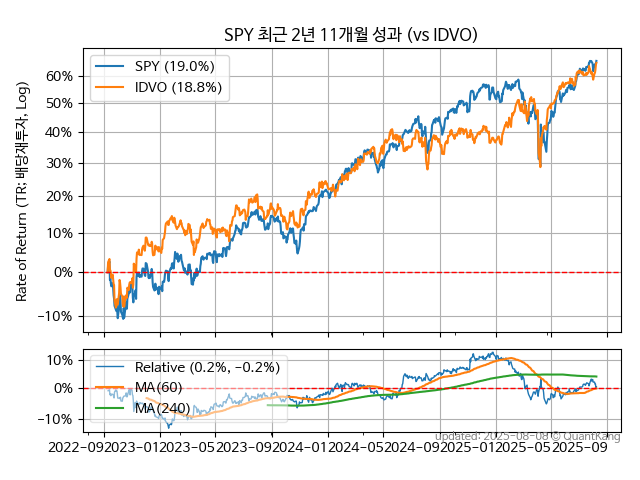 SPY 최근 2년 11개월 성과 (vs IDVO)
Rate of Return (TR: 배당재투자, Log)
SPY (19.0%)
IDVO (18.8%)
60%
50%
40%
30%
20%
10%
0%
−10%
Relative (0.2%, −0.2%)
MA(60)
MA(240)
10%
0%
−10%
2022-09
2023-01
2023-05
2023-09
2024-01
2024-05
2024-09
2025-01
2025-05
2025-09
updated: 2025-08-08 © QuantKang